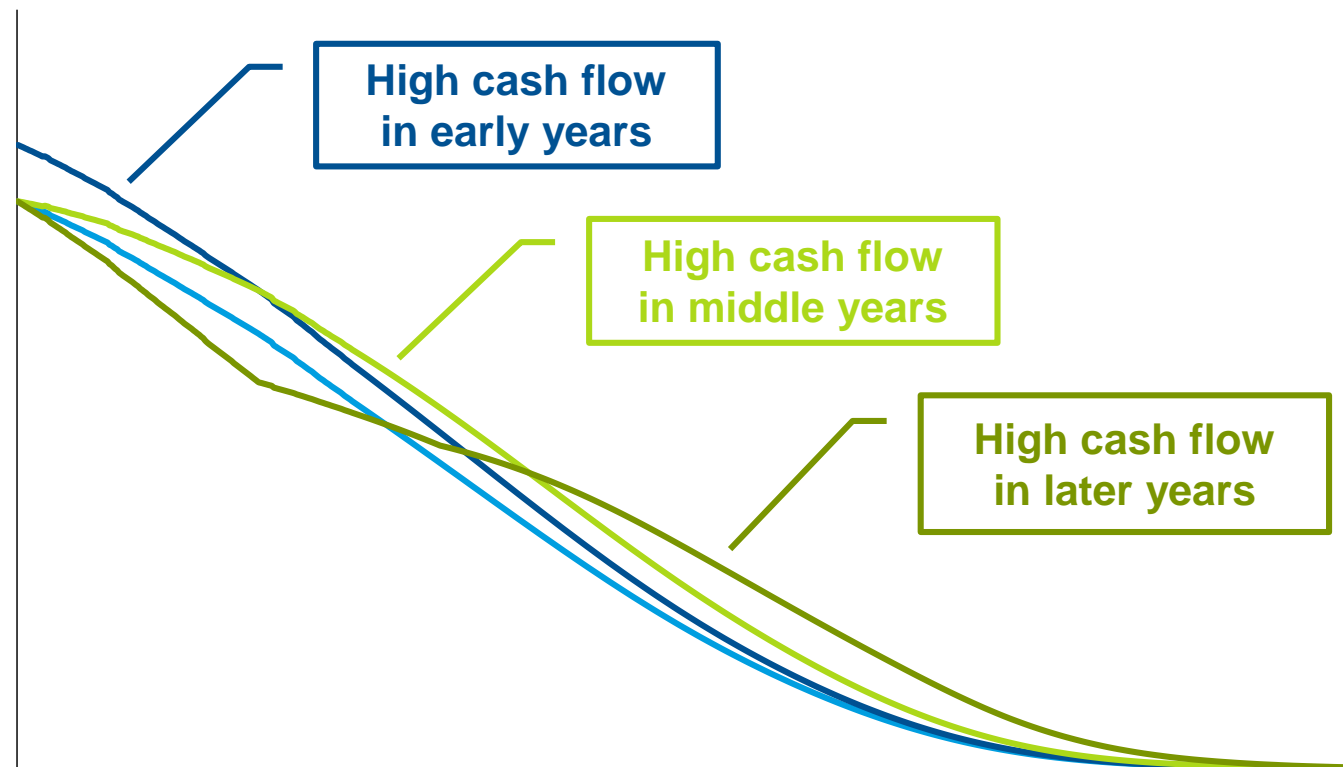 High cash flow
in early years
High cash flow
in middle years
High cash flow
in later years